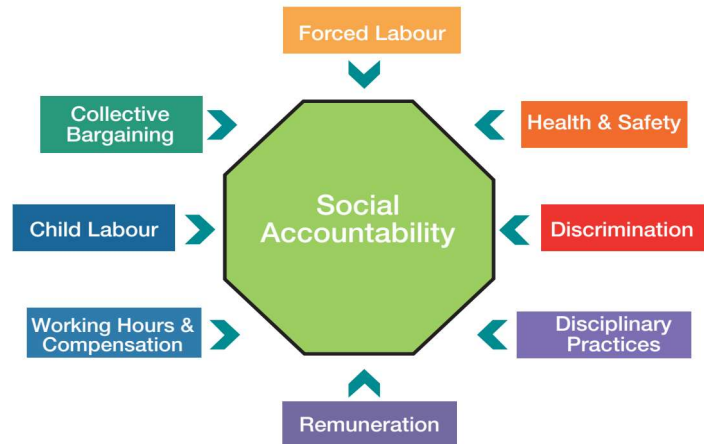 Forced Labour
Collective
Bargaining
Health & Safety
Social
Accountability
Child Labour
Discrimination
Working Hours &
Compensation
Disciplinary
Practices
Remuneration